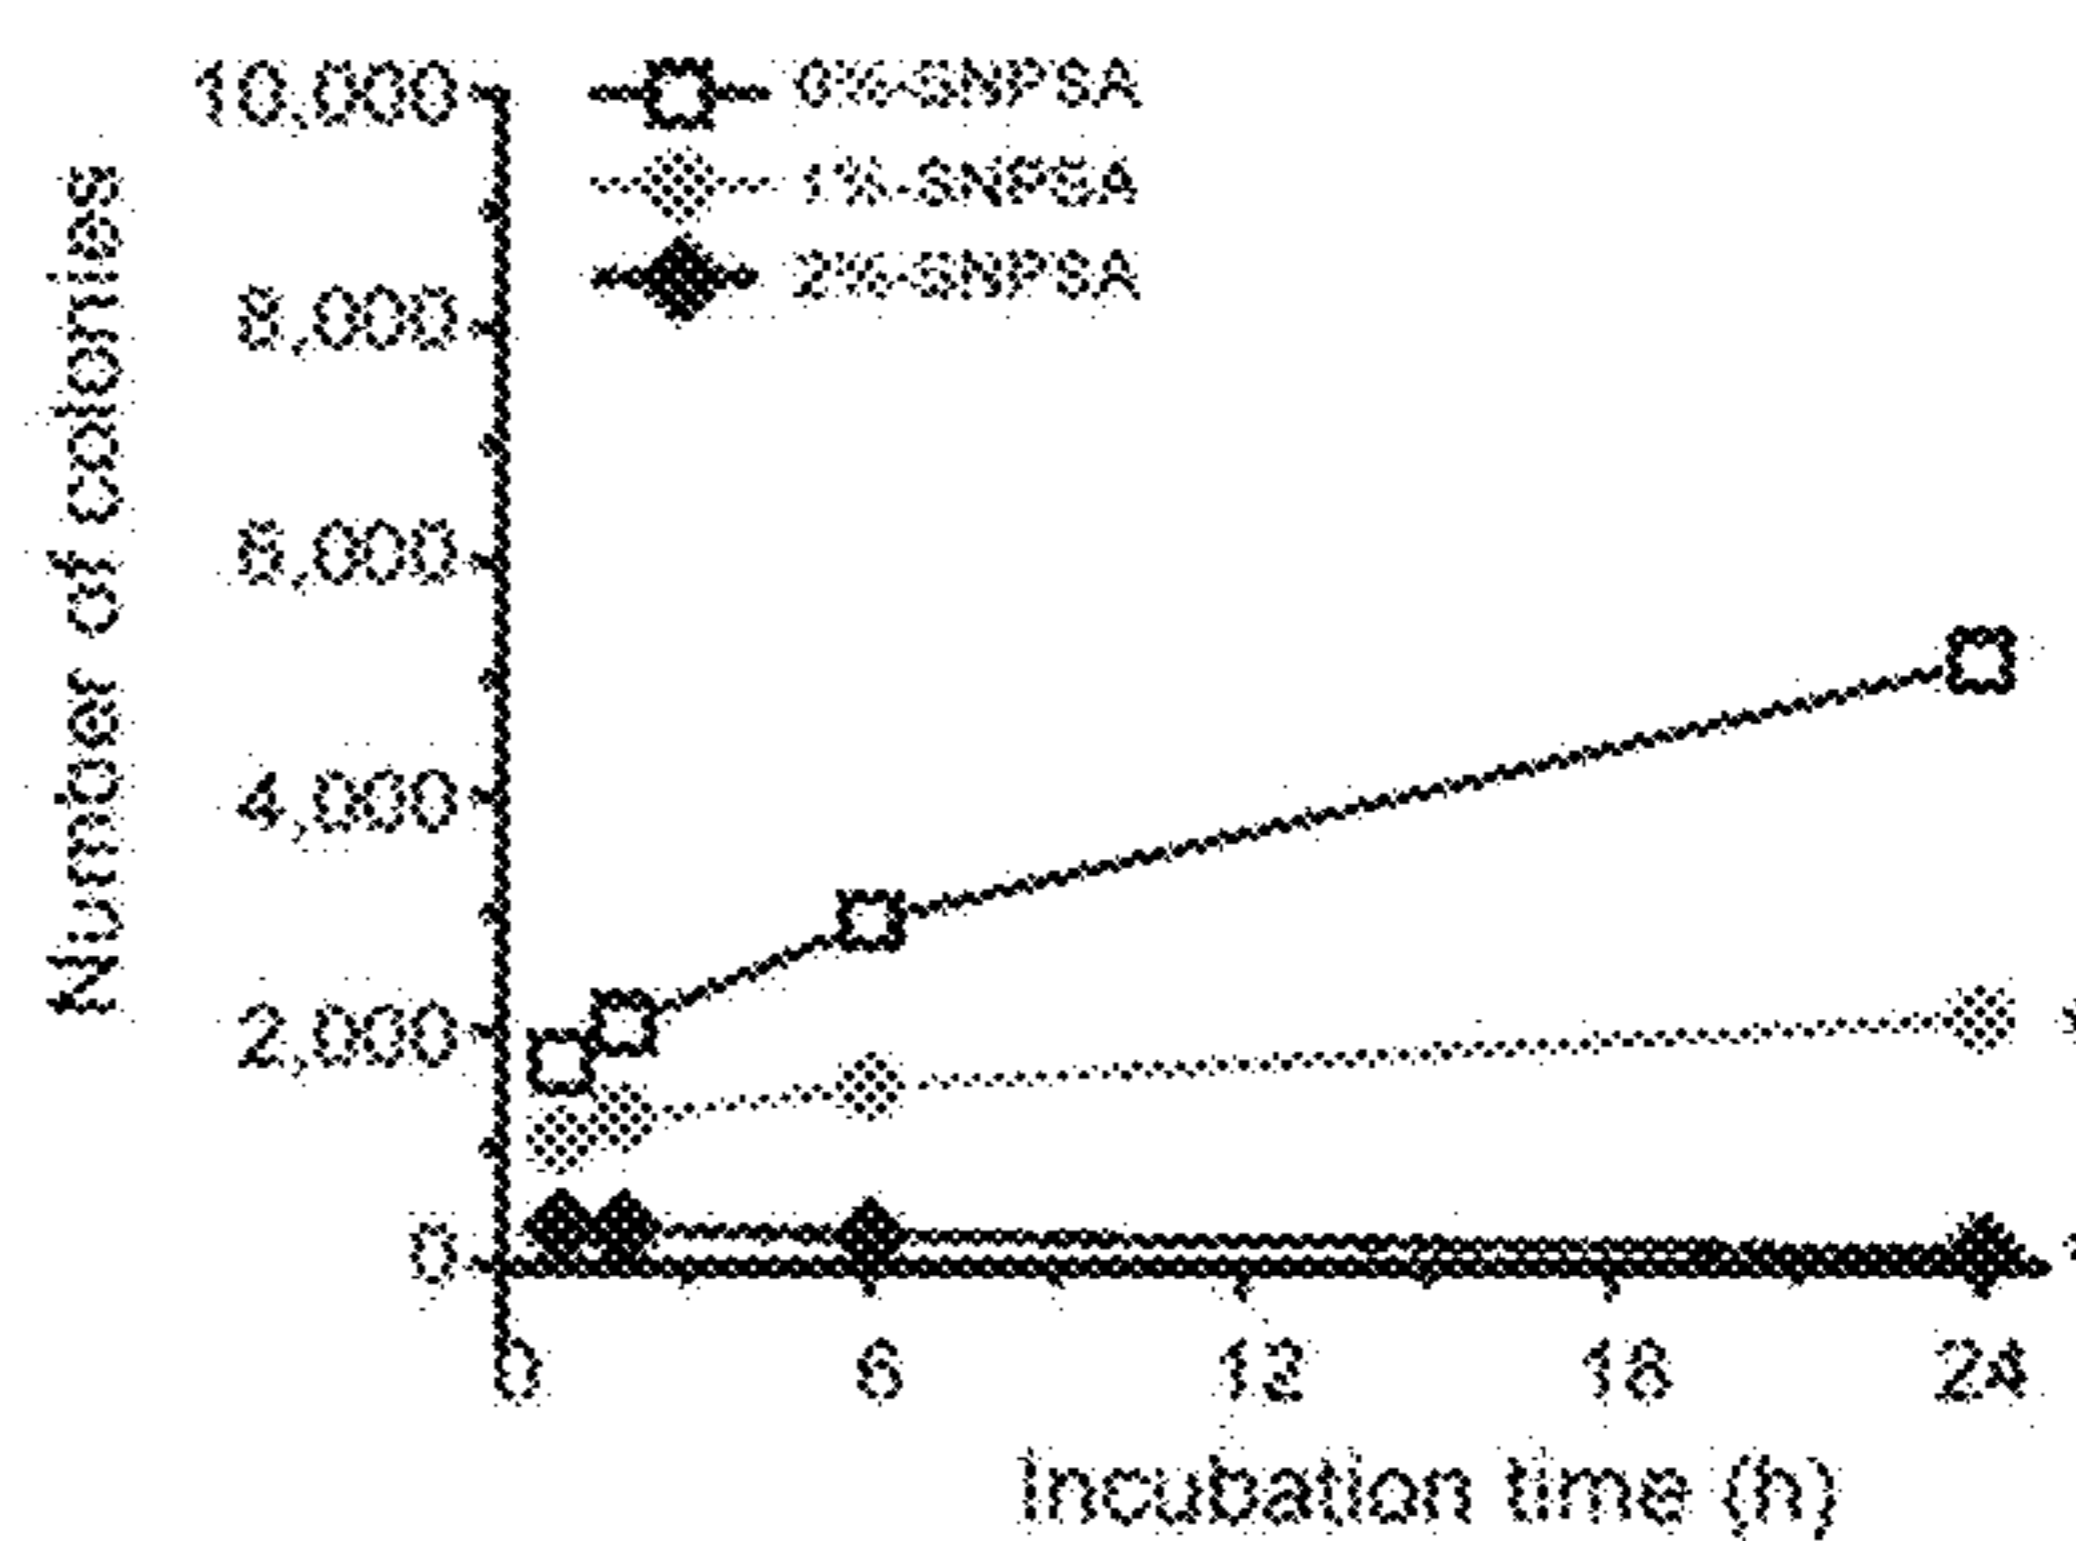 Number of colonies
10,000
8,000
6,000
4,000
2,000
0
0%-SNPSA
1%-SNPSA
2%-SNPSA
0 6 12 18 24
Incubation time (h)